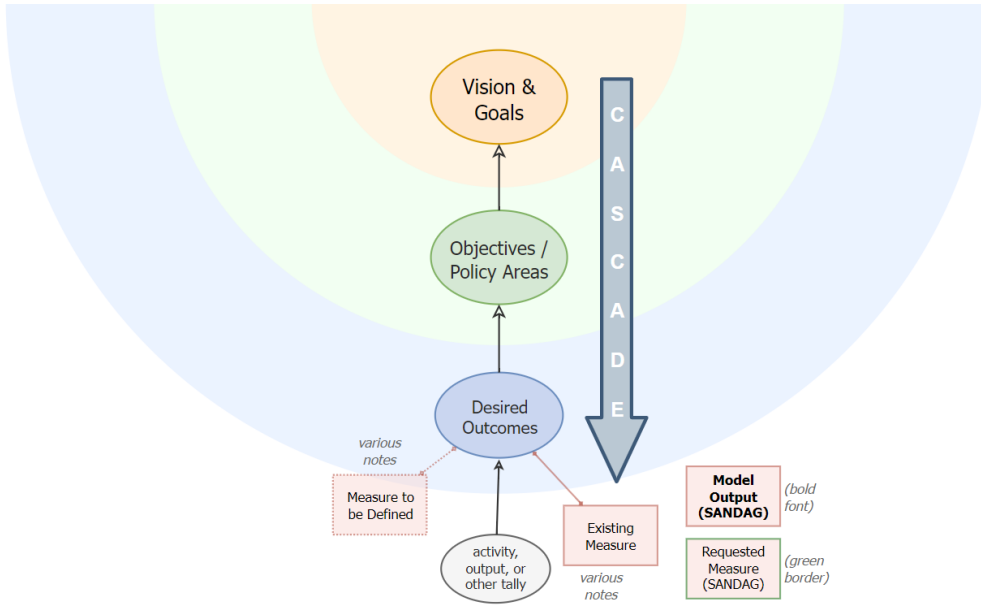 Vision &
Goals
C
A
S
C
A
D
E
Objectives /
Policy Areas
Desired
Outcomes
various
notes
Measure to
be Defined
activity,
output, or
other tally
Existing
Measure
various
notes
Model
Output
(SANDAG)
(bold
font)
Requested
Measure
(SANDAG)
(green
border)